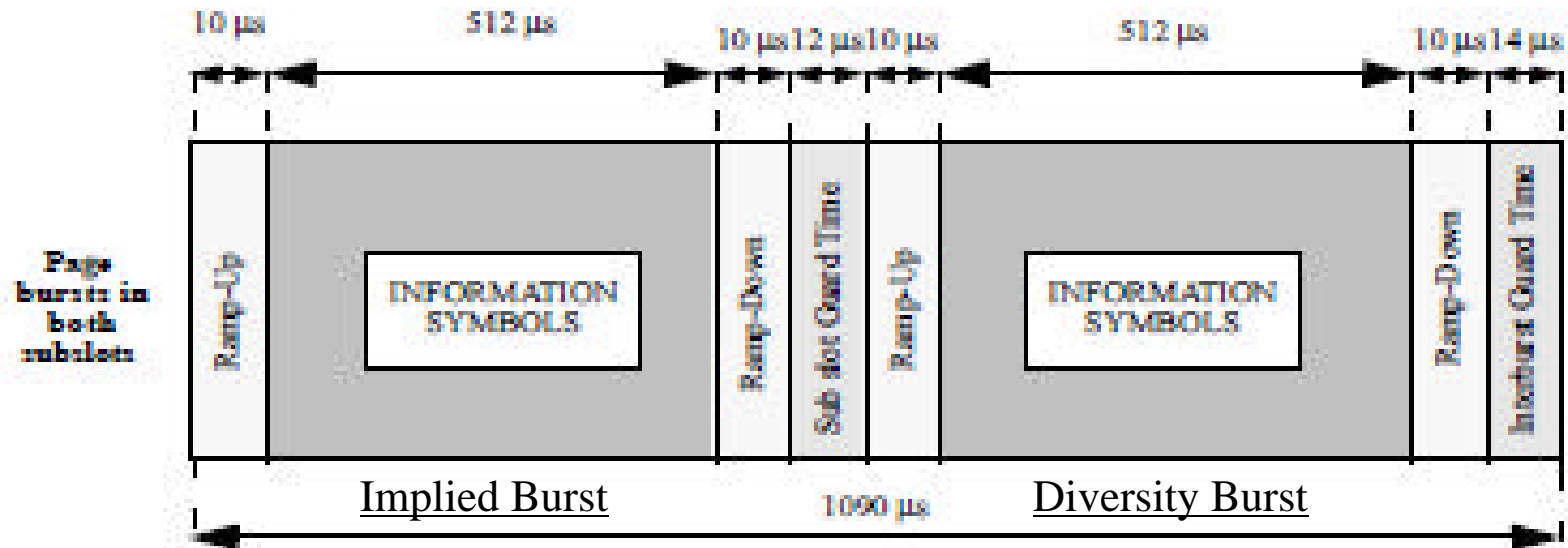 10 µs
512 µs
10 µs
12 µs
10 µs
512 µs
10 µs
14 µs
Page
bursts in
both
subslots
Ramp-Up
INFORMATION
SYMBOLS
Ramp-Down
Sub slot Guard Time
Ramp-Up
INFORMATION
SYMBOLS
Ramp-Down
Interburst Guard Time
Implied Burst
1090 µs
Diversity Burst